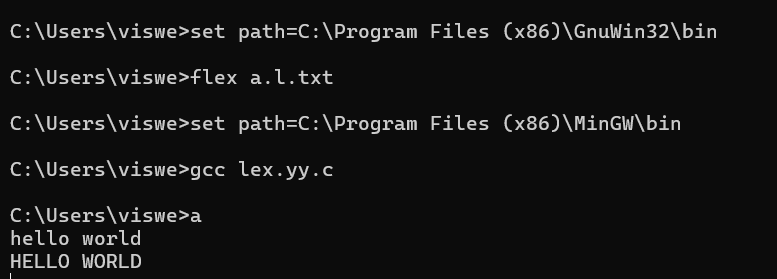 C:\Users\viswe>set path=C:\Program Files (x86)\GnuWin32\bin
C:\Users\viswe>flex a.l.txt
C:\Users\viswe>set path=C:\Program Files (x86)\MinGW\bin
C:\Users\viswe>gcc lex.yy.c
C:\Users\viswe>a
hello world
HELLO WORLD